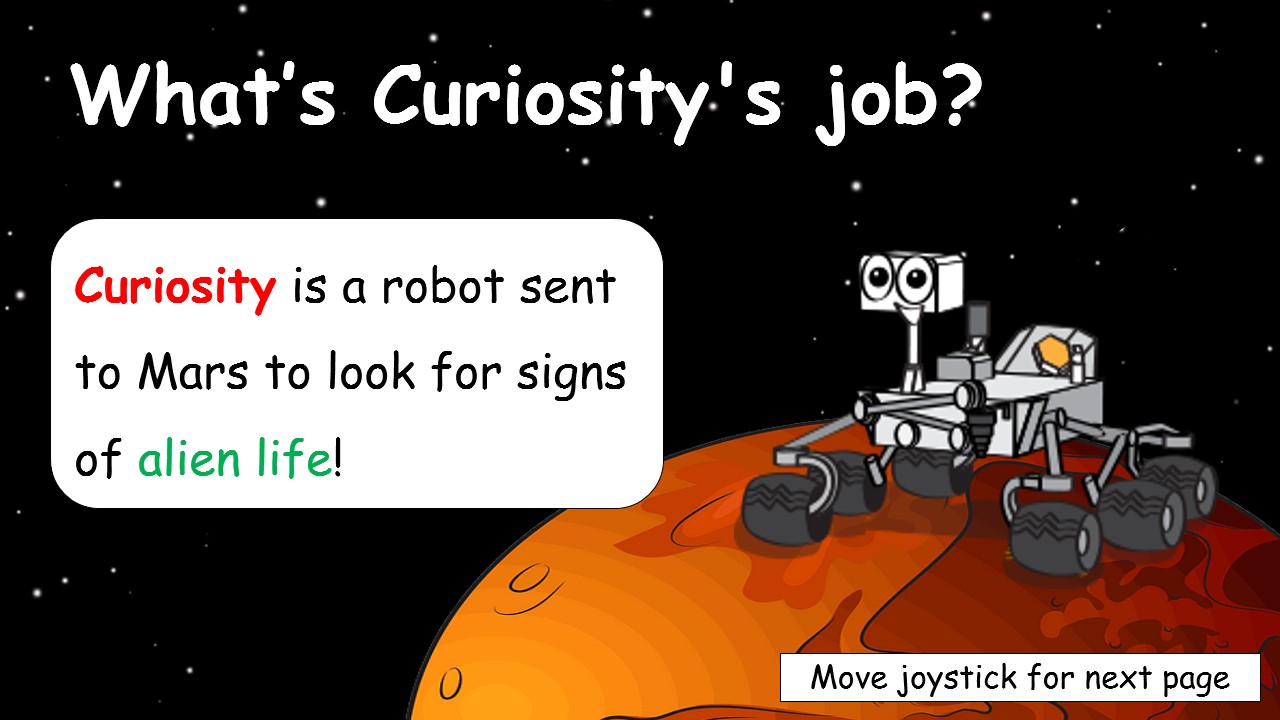 What’s Curiosity's job?
Curiosity is a robot sent
to Mars to look for signs
of alien life!
Move joystick for next page